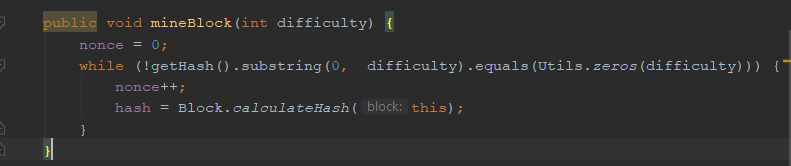 public void mineBlock(int difficulty) {
    nonce = 0;
    while (!getHash().substring(0,  difficulty).equals(Utils.zeros(difficulty))) {
        nonce++;
        hash = Block.calculateHash( block: this);
    }
}